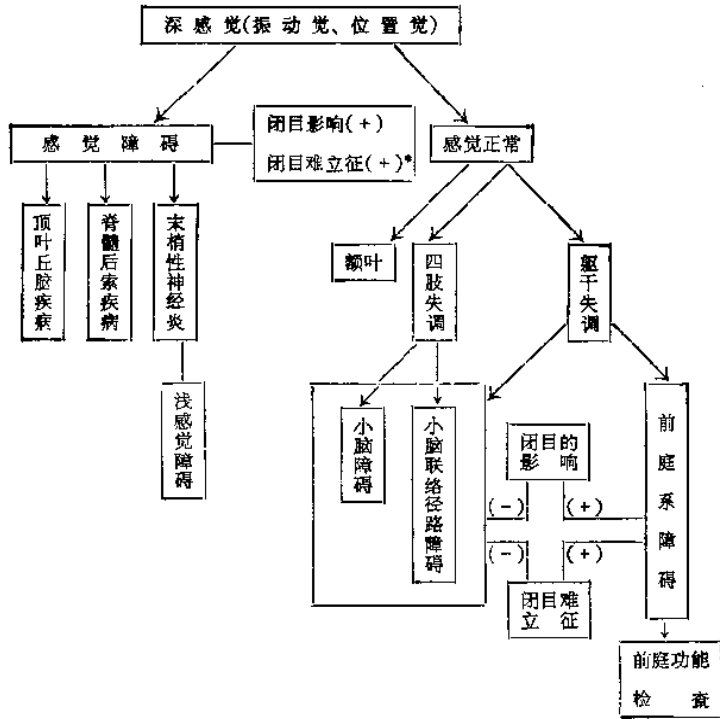 深感觉(振动觉、位置觉)
感觉障碍
闭目影响(+)
闭目难立征(+)*
感觉正常
顶叶丘脑疾病
脊髓后索疾病
末梢性神经炎
浅感觉障碍
额叶
四肢失调
躯干失调
小脑障碍
小脑联络径路障碍
闭目的
影响
(-) (+)
(-) (+)
闭目难
立征
前庭系障碍
前庭功能
检查